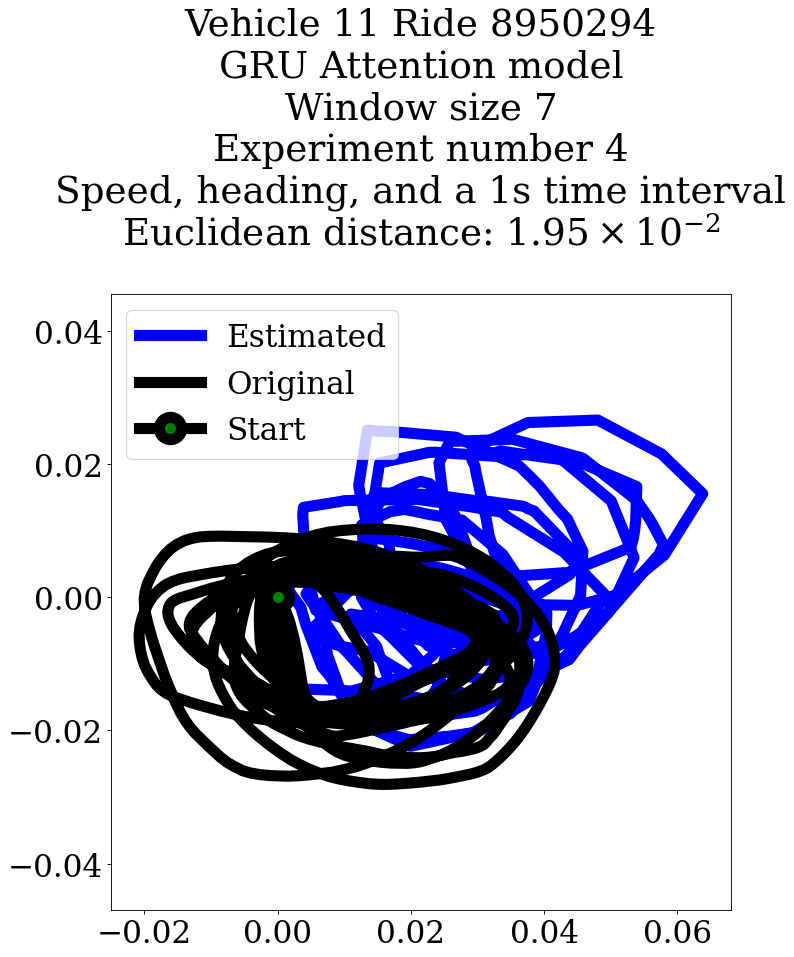 Vehicle 11 Ride 8950294
GRU Attention model
Window size 7
Experiment number 4
Speed, heading, and a 1s time interval
Euclidean distance: 1.95 × 10⁻²
Estimated
Original
Start
0.04
0.02
0.00
−0.02
−0.04
−0.02 0.00 0.02 0.04 0.06